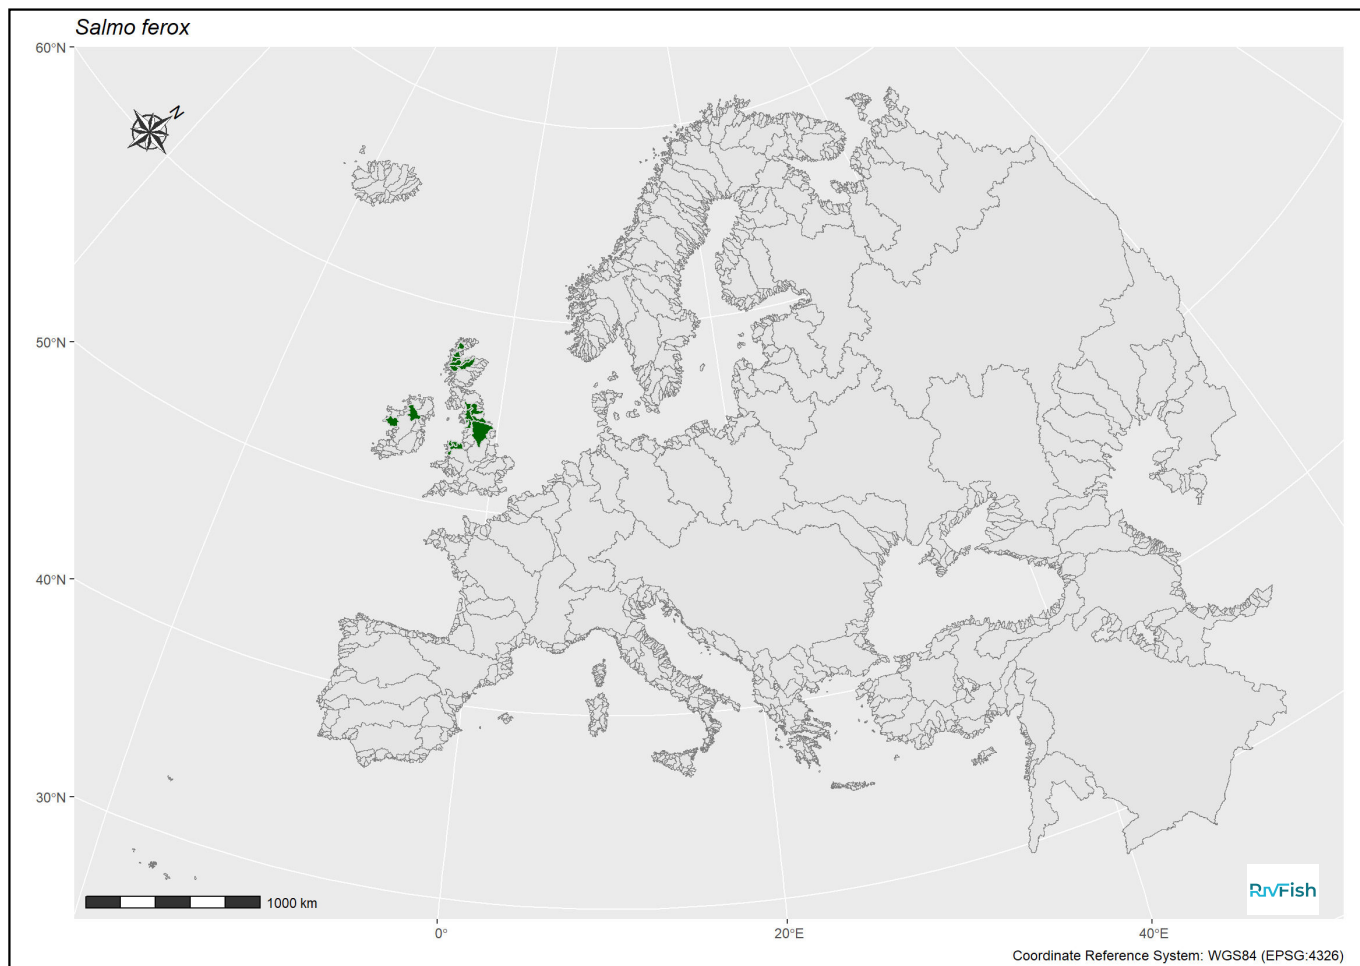 Salmo ferox
60°N
N
50°N
40°N
30°N
1000 km
RIVFISH
0°
20°E
40°E
Coordinate Reference System: WGS84 (EPSG:4326)